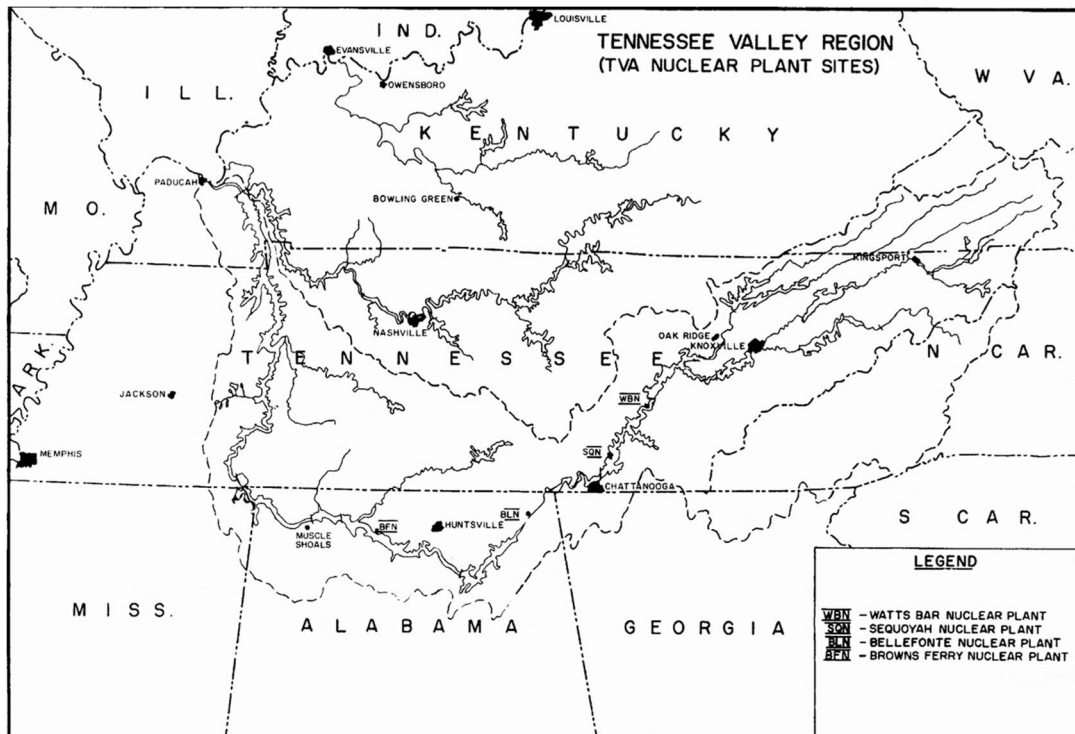 LOUISVILLE
IND.
TENNESSEE VALLEY REGION
(TVA NUCLEAR PLANT SITES)
EVANSVILLE
W VA.
OWENSBORO
ILL.
KENTUCKY
PADUCAH
BOWLING GREEN
MO.
KINGSPORT
NASHVILLE
OAK RIDGE
KNOXVILLE
TENNESSEE
N CAR.
ARK.
JACKSON
WBN
MEMPHIS
SQN
CHATTANOOGA
BLN
BFN
HUNTSVILLE
MUSCLE
SHOALS
S CAR.
MISS.
ALABAMA
GEORGIA
LEGEND
WBN - WATTS BAR NUCLEAR PLANT
SQN - SEQUOYAH NUCLEAR PLANT
BLN - BELLEFONTE NUCLEAR PLANT
BFN - BROWNS FERRY NUCLEAR PLANT